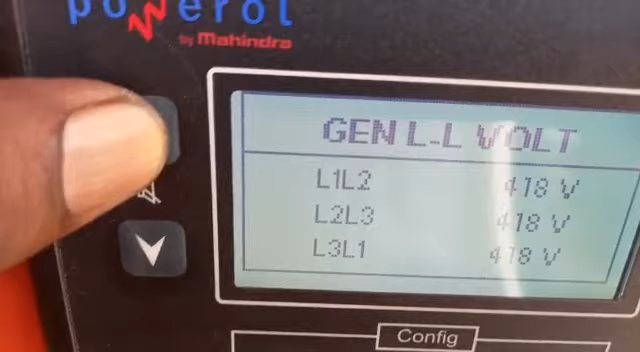 powerol
by Mahindra
GEN L-L VOLT
L1L2 418 V
L2L3 418 V
L3L1 418 V
Config